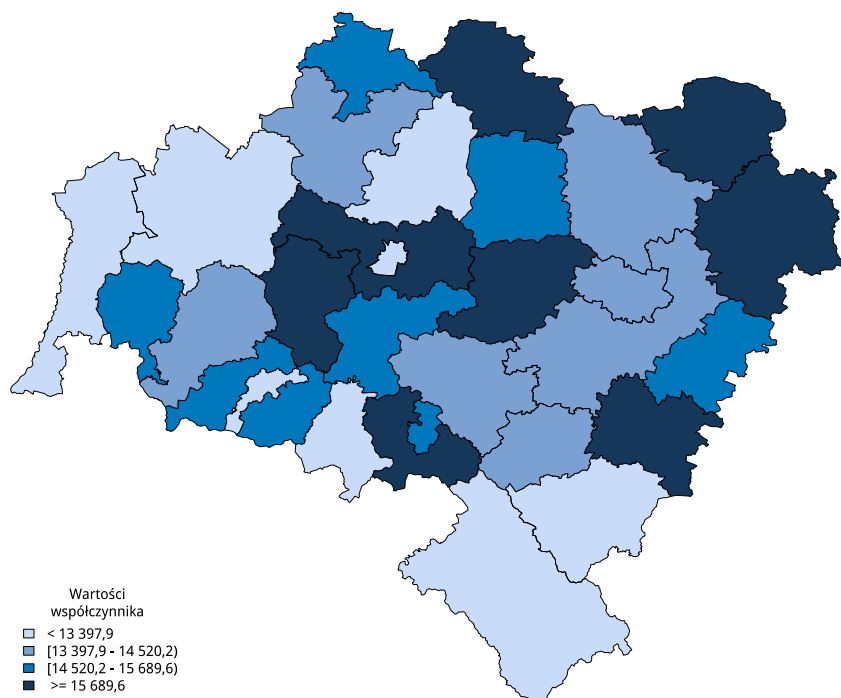 Wartości
współczynnika
< 13 397,9
[13 397,9 - 14 520,2)
[14 520,2 - 15 689,6)
>= 15 689,6